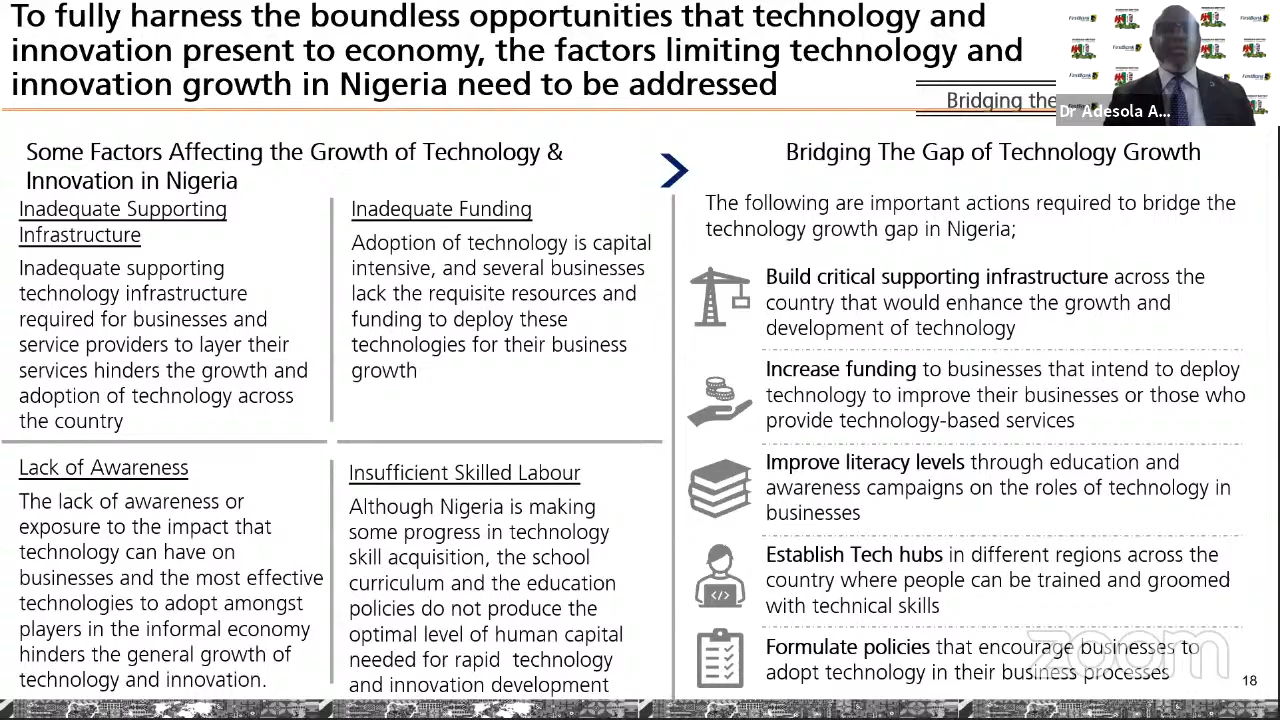 To fully harness the boundless opportunities that technology and
innovation present to economy, the factors limiting technology and
innovation growth in Nigeria need to be addressed
Bridging the
Dr Adesola A...
FirstBank
Some Factors Affecting the Growth of Technology &
Innovation in Nigeria
Inadequate Supporting
Infrastructure
Inadequate supporting
technology infrastructure
required for businesses and
service providers to layer their
services hinders the growth and
adoption of technology across
the country
Inadequate Funding
Adoption of technology is capital
intensive, and several businesses
lack the requisite resources and
funding to deploy these
technologies for their business
growth
Lack of Awareness
The lack of awareness or
exposure to the impact that
technology can have on
businesses and the most effective
technologies to adopt amongst
players in the informal economy
hinders the general growth of
technology and innovation.
Insufficient Skilled Labour
Although Nigeria is making
some progress in technology
skill acquisition, the school
curriculum and the education
policies do not produce the
optimal level of human capital
needed for rapid technology
and innovation development
Bridging The Gap of Technology Growth
The following are important actions required to bridge the
technology growth gap in Nigeria;
Build critical supporting infrastructure across the
country that would enhance the growth and
development of technology
Increase funding to businesses that intend to deploy
technology to improve their businesses or those who
provide technology-based services
Improve literacy levels through education and
awareness campaigns on the roles of technology in
businesses
Establish Tech hubs in different regions across the
country where people can be trained and groomed
with technical skills
Formulate policies that encourage businesses to
adopt technology in their business processes
zoom
18